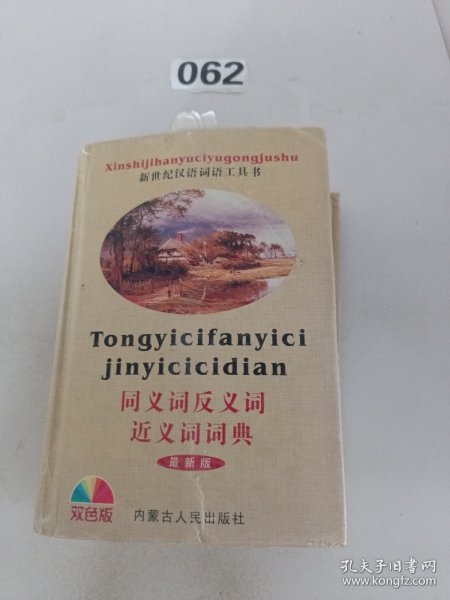 062
Xinshijihanyuciyugongjushu
新世纪汉语词语工具书
Tongyicifanyici
jinyicicidian
同义词反义词
近义词词典
最新版
双色版
内蒙古人民出版社
孔夫子旧书网
www.kongfz.com